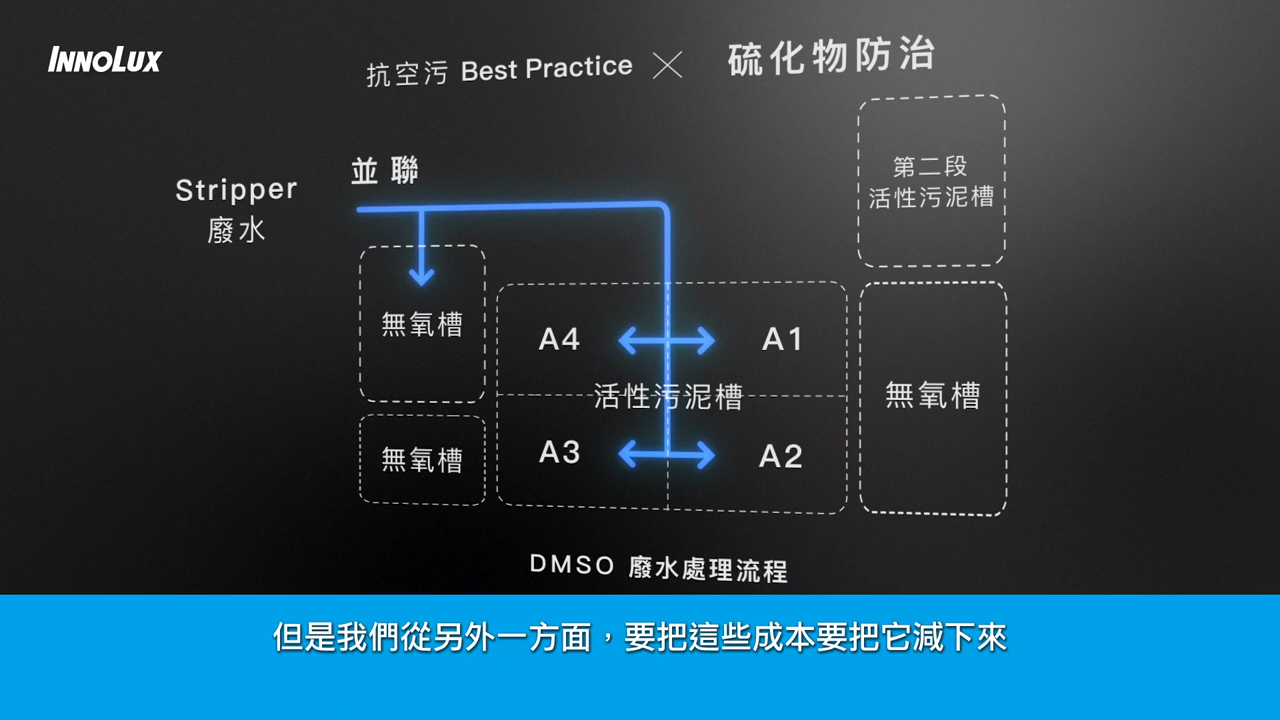 INNOLUX
抗空污 Best Practice × 硫化物防治
Stripper
廢水
並聯
第二段
活性污泥槽
無氧槽
A4
A1
活性污泥槽
無氧槽
A3
A2
無氧槽
DMSO 廢水處理流程
但是我們從另外一方面，要把這些成本要把它減下來